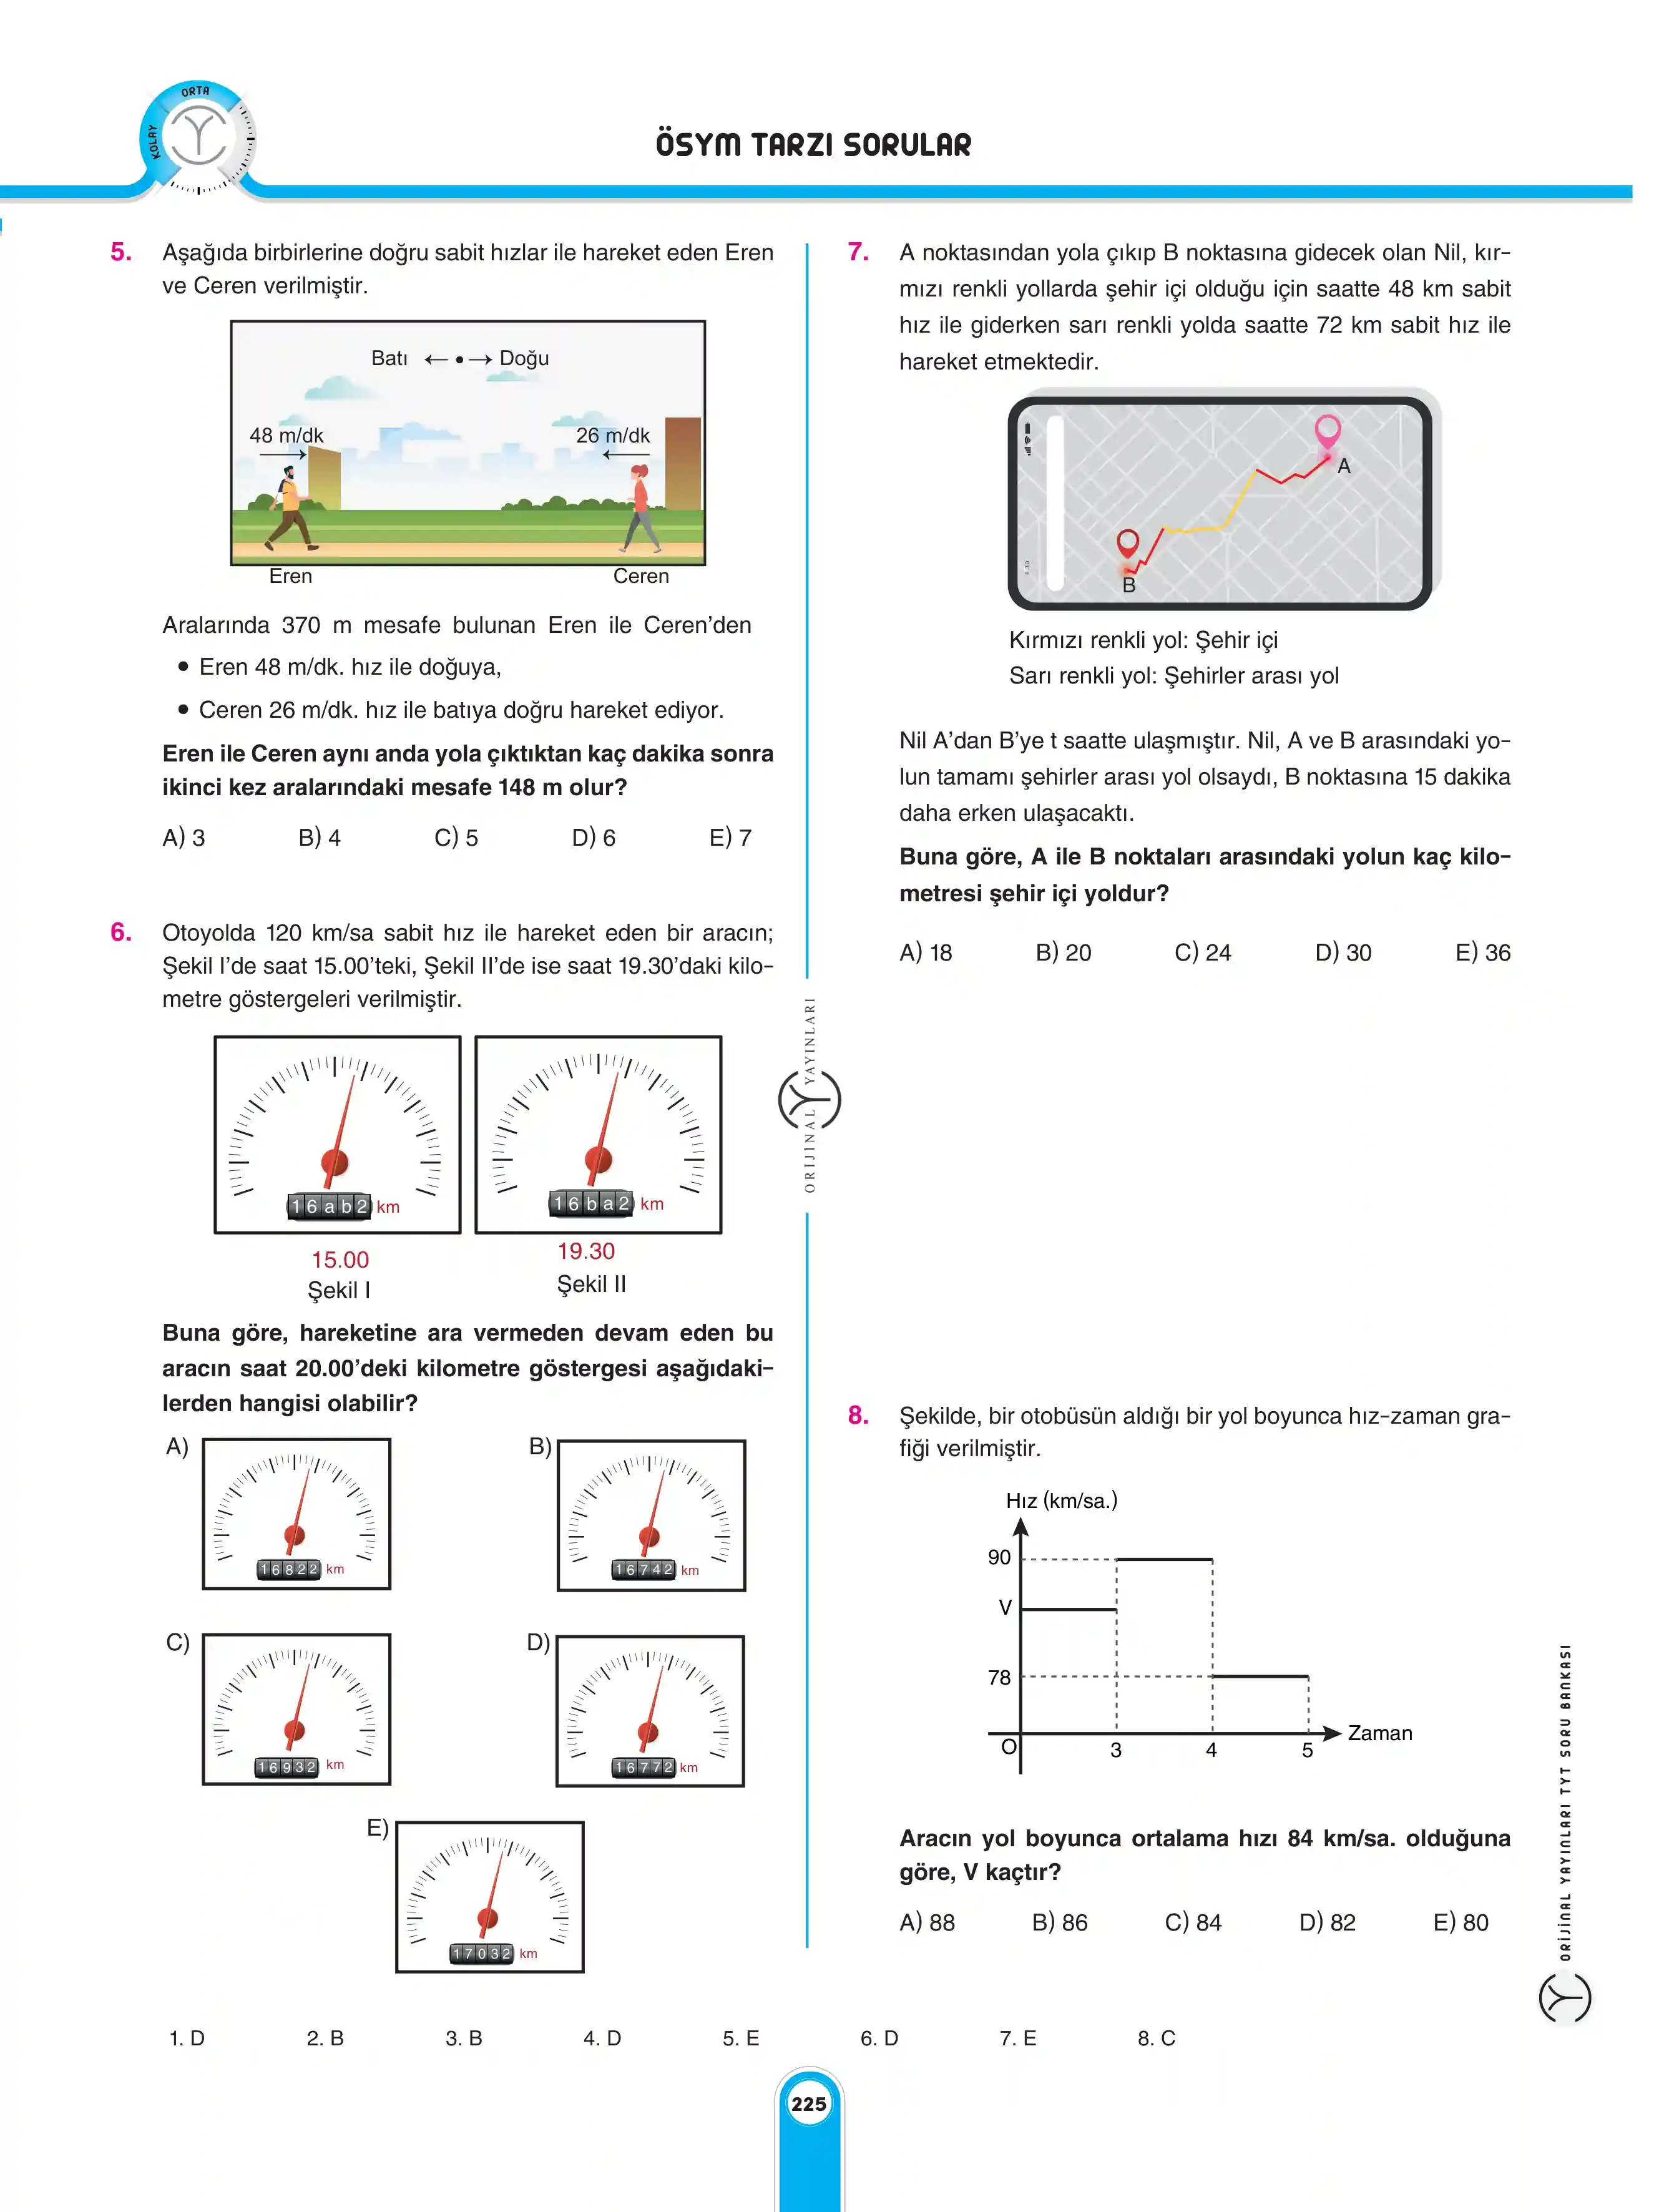 KOLAY
ORTA
ÖSYM TARZI SORULAR
5. Aşağıda birbirlerine doğru sabit hızlar ile hareket eden Eren
ve Ceren verilmiştir.
Batı ← • → Doğu
48 m/dk
26 m/dk
Eren
Ceren
Aralarında 370 m mesafe bulunan Eren ile Ceren’den
• Eren 48 m/dk. hız ile doğuya,
• Ceren 26 m/dk. hız ile batıya doğru hareket ediyor.
Eren ile Ceren aynı anda yola çıktıktan kaç dakika sonra
ikinci kez aralarındaki mesafe 148 m olur?
A) 3 B) 4 C) 5 D) 6 E) 7
6. Otoyolda 120 km/sa sabit hız ile hareket eden bir aracın;
Şekil I’de saat 15.00’teki, Şekil II’de ise saat 19.30’daki kilo-
metre göstergeleri verilmiştir.
16ab2 km
16ba2 km
15.00
19.30
Şekil I
Şekil II
Buna göre, hareketine ara vermeden devam eden bu
aracın saat 20.00’deki kilometre göstergesi aşağıdaki-
lerden hangisi olabilir?
A)
16822 km
B)
16742 km
C)
16932 km
D)
16772 km
E)
17032 km
ORİJİNAL YAYINLARI
7. A noktasından yola çıkıp B noktasına gidecek olan Nil, kır-
mızı renkli yollarda şehir içi olduğu için saatte 48 km sabit
hız ile giderken sarı renkli yolda saatte 72 km sabit hız ile
hareket etmektedir.
A
B
Kırmızı renkli yol: Şehir içi
Sarı renkli yol: Şehirler arası yol
Nil A’dan B’ye t saatte ulaşmıştır. Nil, A ve B arasındaki yo-
lun tamamı şehirler arası yol olsaydı, B noktasına 15 dakika
daha erken ulaşacaktı.
Buna göre, A ile B noktaları arasındaki yolun kaç kilo-
metresi şehir içi yoldur?
A) 18 B) 20 C) 24 D) 30 E) 36
8. Şekilde, bir otobüsün aldığı bir yol boyunca hız-zaman gra-
fiği verilmiştir.
Hız (km/sa.)
90
V
78
O 3 4 5 Zaman
Aracın yol boyunca ortalama hızı 84 km/sa. olduğuna
göre, V kaçtır?
A) 88 B) 86 C) 84 D) 82 E) 80
ORİJİNAL YAYINLARI TYT SORU BANKASI
1. D 2. B 3. B 4. D 5. E 6. D 7. E 8. C
225